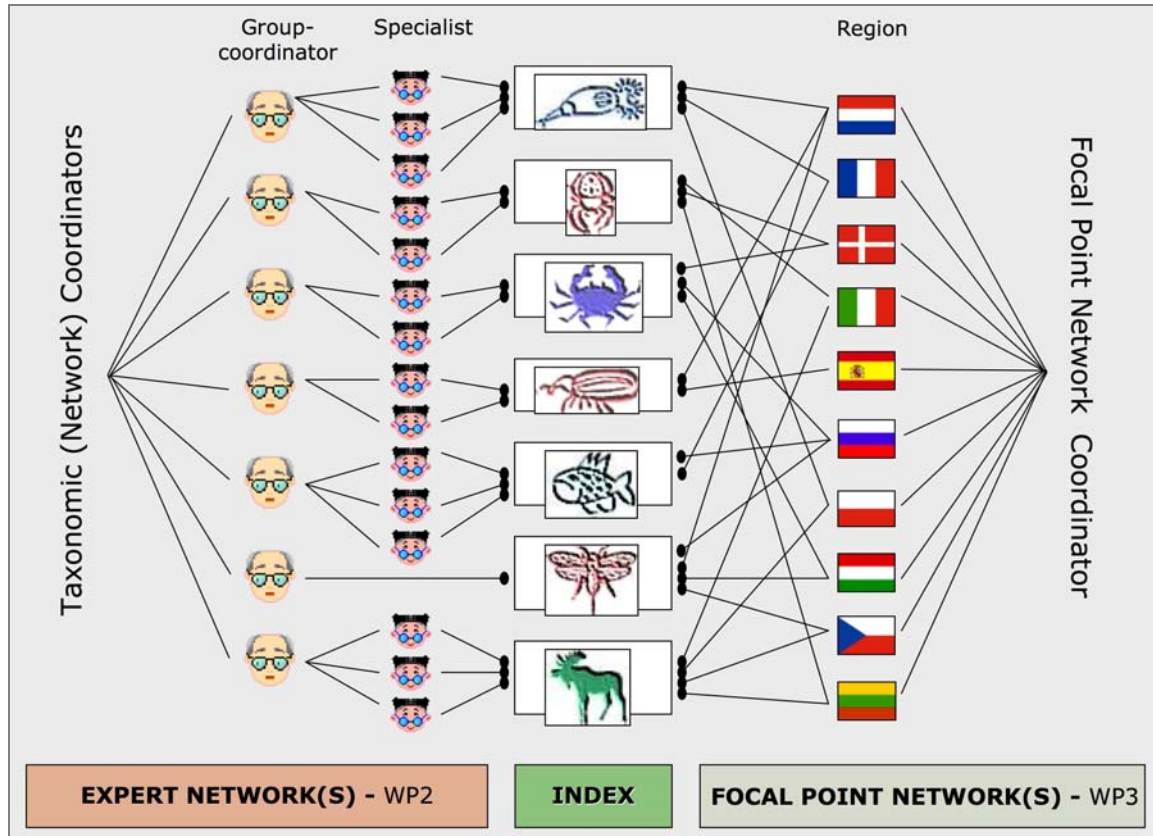 Group-
coordinator
Specialist
Region
Taxonomic (Network) Coordinators
Focal Point Network Coordinator
EXPERT NETWORK(S) - WP2
INDEX
FOCAL POINT NETWORK(S) - WP3